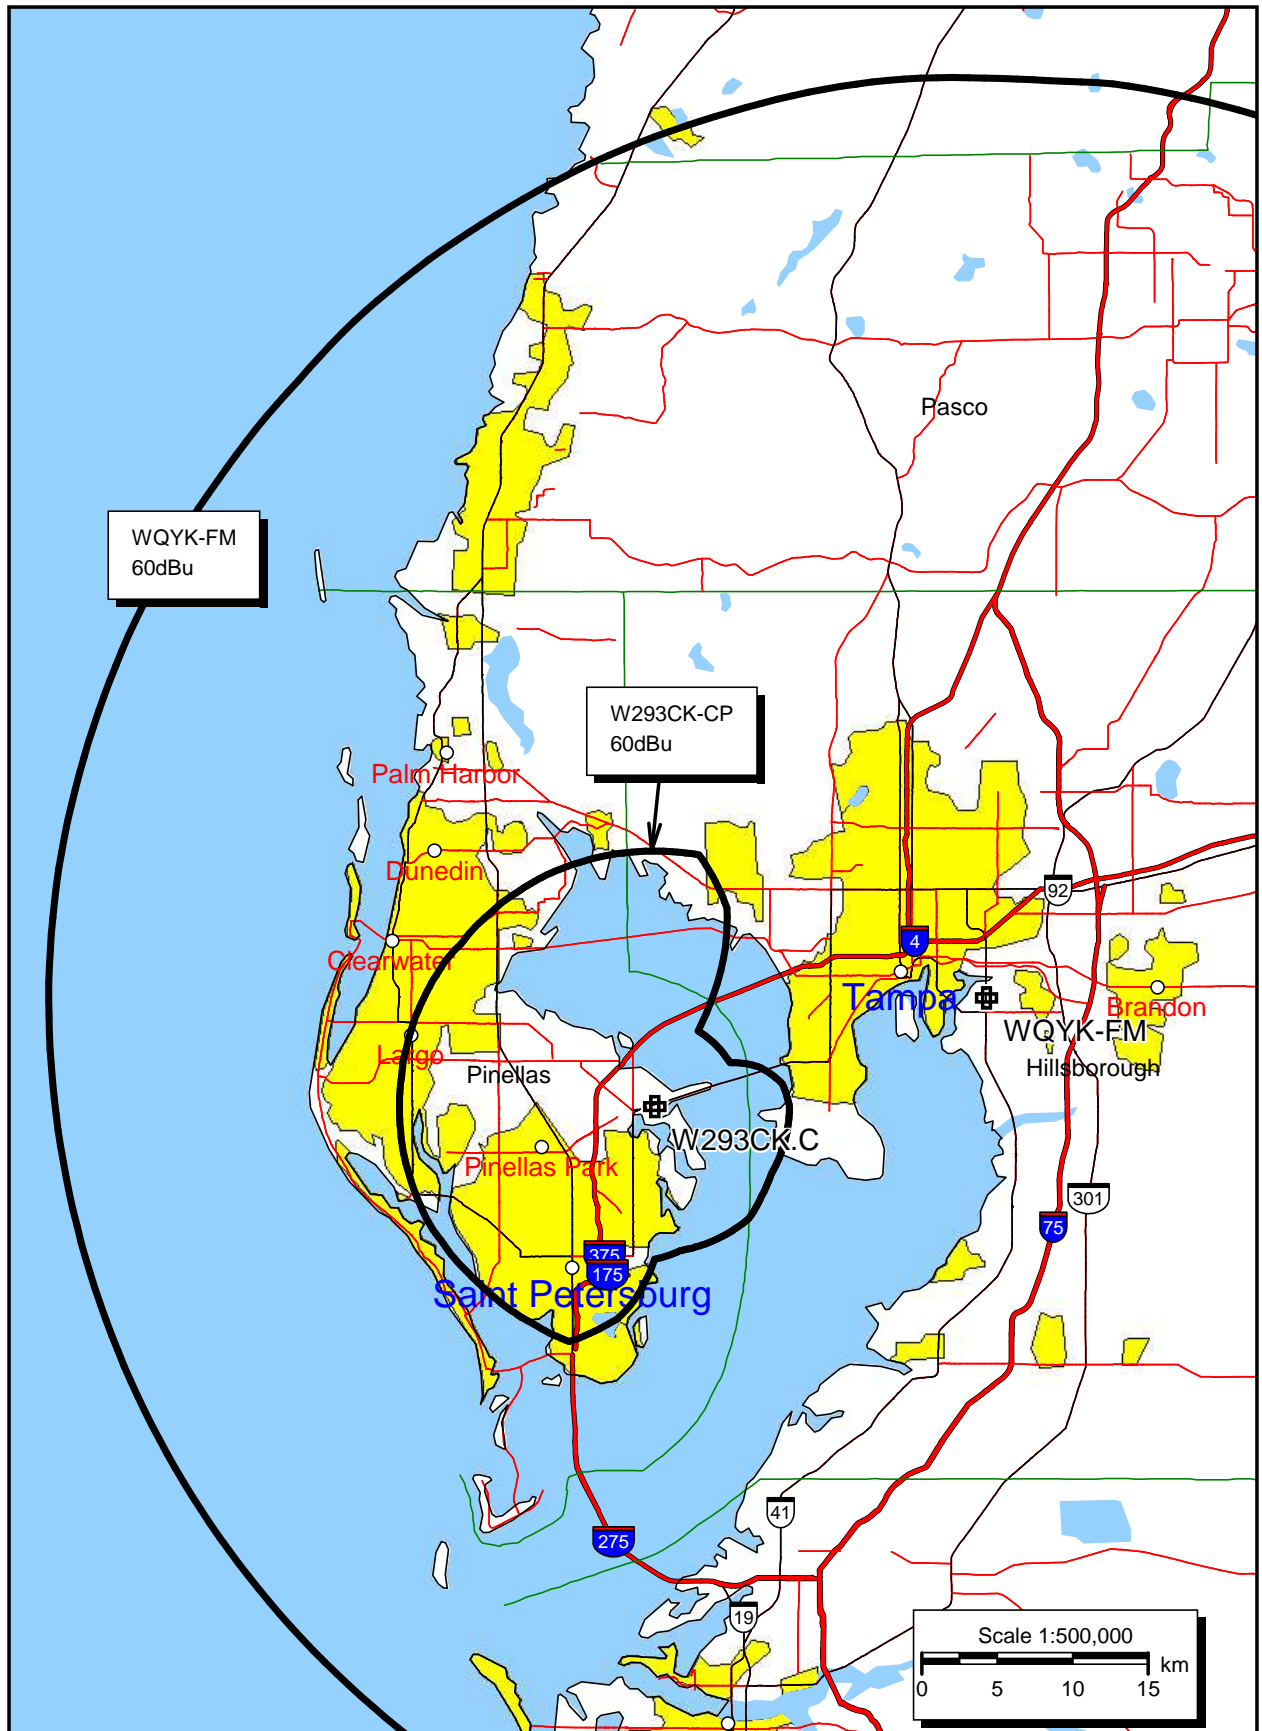 Pasco
WQYK-FM
60dBu
W293CK-CP
60dBu
Palm Harbor
Dunedin
92
4
Clearwater
Tampa
Brandon
WQYK-FM
Largo
Pinellas
Hillsborough
W293CK.C
Pinellas Park
301
75
375
175
Saint Petersburg
41
275
19
Scale 1:500,000
km
0 5 10 15